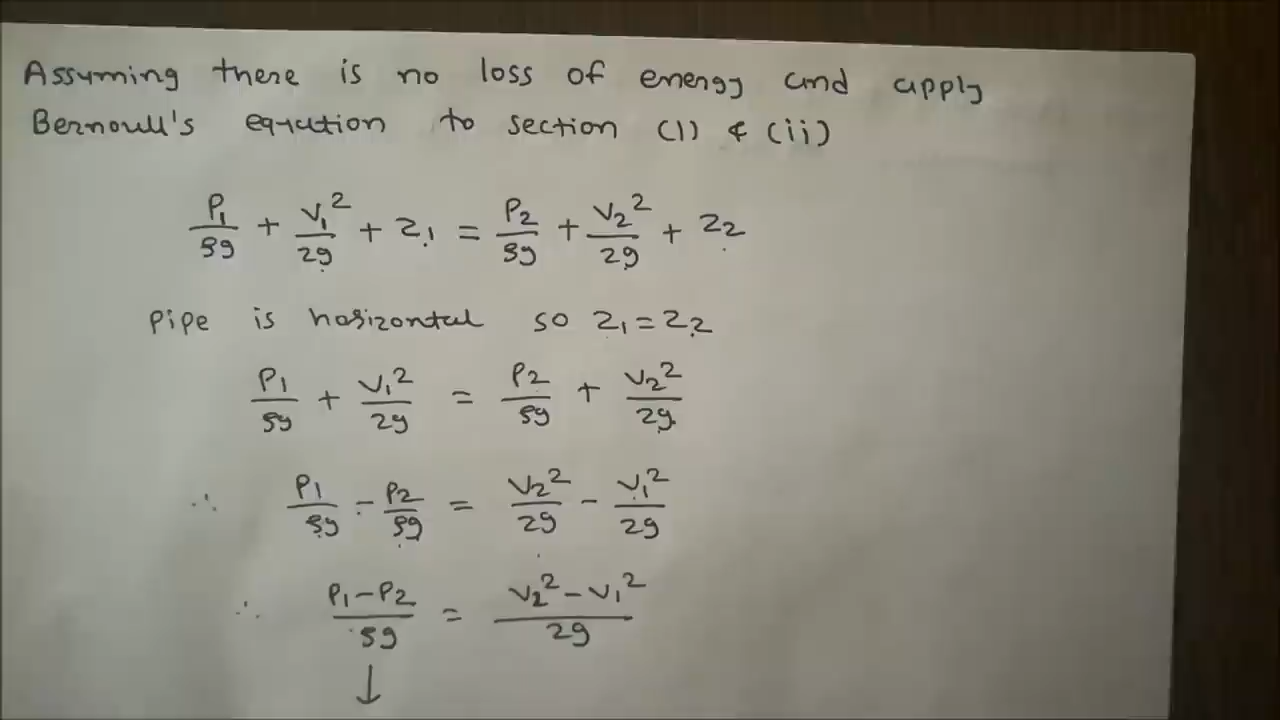 Assuming there is no loss of energy and apply
Bernoull's equation to section (1) & (ii)
P₁/ρg + V₁²/2g + Z₁ = P₂/ρg + V₂²/2g + Z₂
pipe is horizontal so Z₁ = Z₂
P₁/ρg + V₁²/2g = P₂/ρg + V₂²/2g
∴ P₁/ρg - P₂/ρg = V₂²/2g - V₁²/2g
∴ P₁-P₂/ρg = V₂²-V₁²/2g
↓